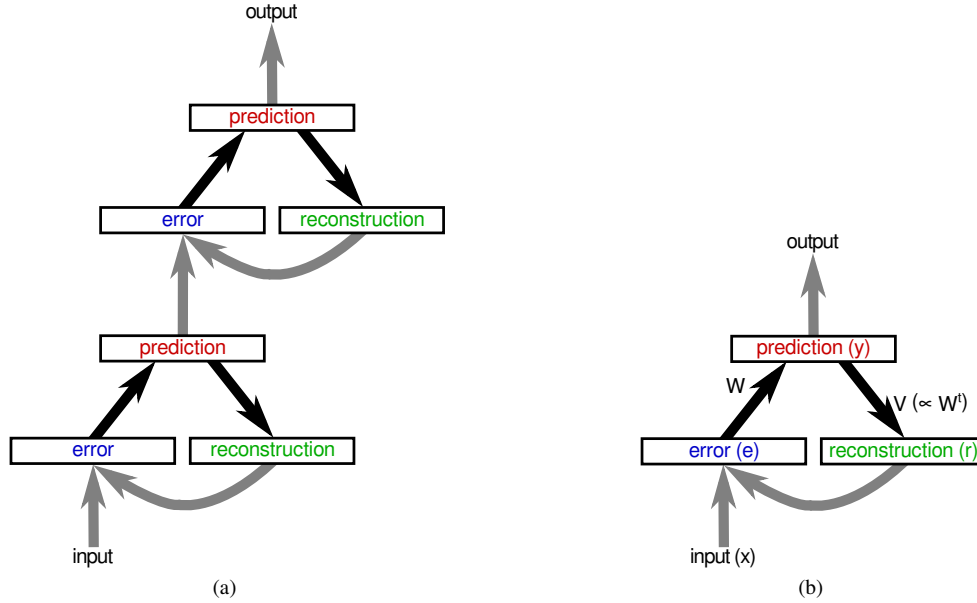 output
prediction
error
reconstruction
prediction
error
reconstruction
input
(a)
output
prediction (y)
W
V (∝ Wᵗ)
error (e)
reconstruction (r)
input (x)
(b)